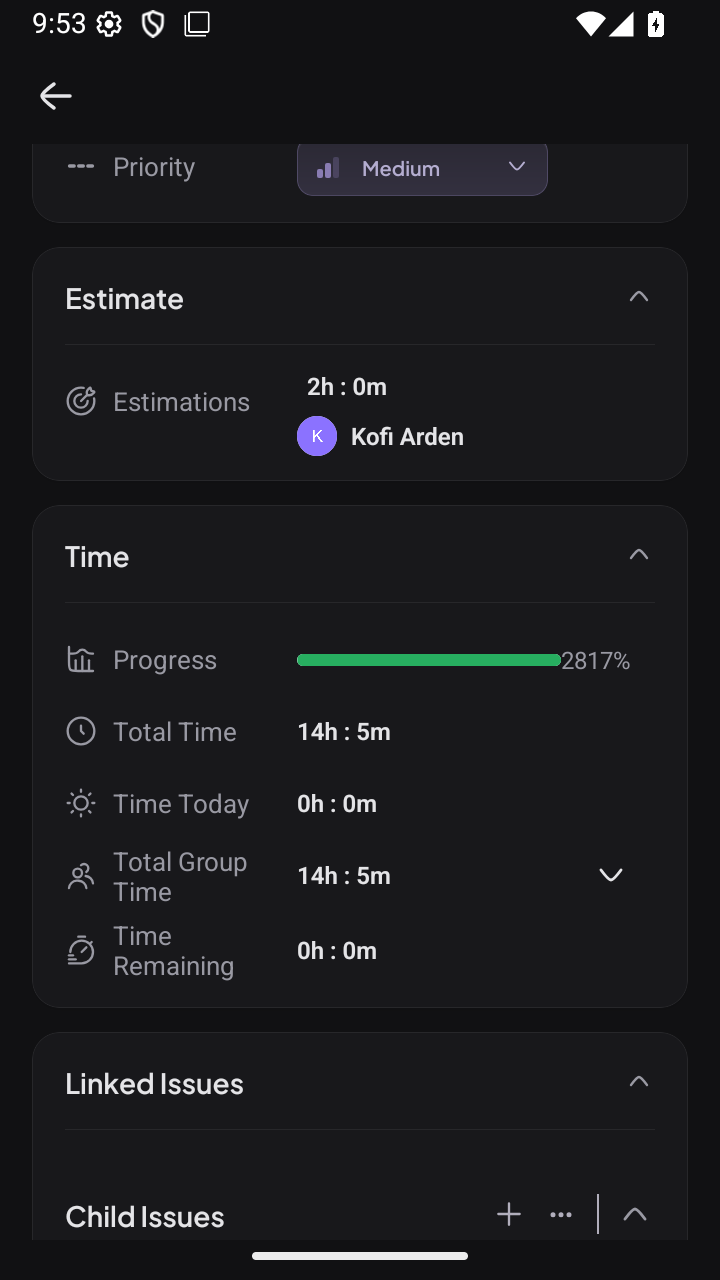 9:53
Priority
Medium
Estimate
Estimations
2h : 0m
K
Kofi Arden
Time
Progress
2817%
Total Time
14h : 5m
Time Today
0h : 0m
Total Group
Time
14h : 5m
Time
Remaining
0h : 0m
Linked Issues
Child Issues